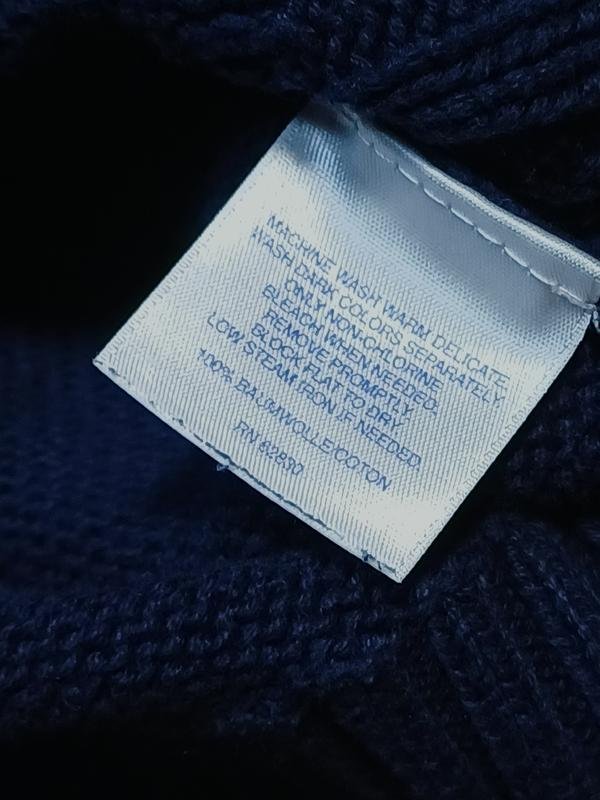 MACHINE WASH WARM DELICATE.
WASH DARK COLORS SEPARATELY
ONLY NON-CHLORINE
BLEACH WHEN NEEDED.
REMOVE PROMPTLY.
BLOCK FLAT TO DRY.
LOW STEAM IRON IF NEEDED.
100% BAUMWOLLE/COTON
RN 62830